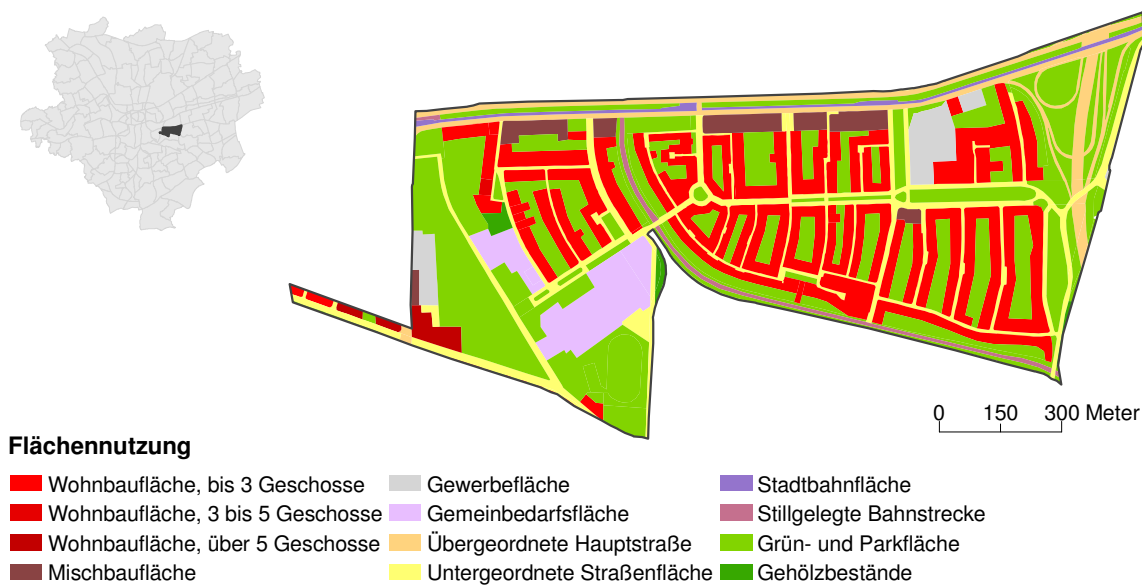 0 150 300 Meter
Flächennutzung
Wohnbaufläche, bis 3 Geschosse
Wohnbaufläche, 3 bis 5 Geschosse
Wohnbaufläche, über 5 Geschosse
Mischbaufläche
Gewerbefläche
Gemeinbedarfsfläche
Übergeordnete Hauptstraße
Untergeordnete Straßenfläche
Stadtbahnfläche
Stillgelegte Bahnstrecke
Grün- und Parkfläche
Gehölzbestände